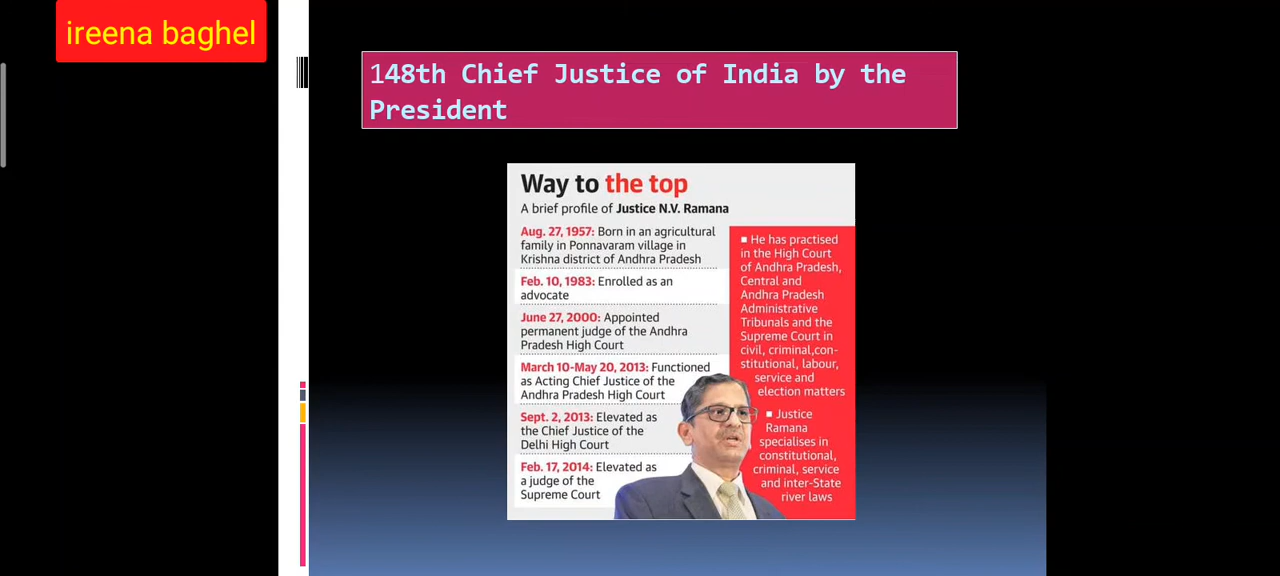 ireena baghel
148th Chief Justice of India by the
President
Way to the top
A brief profile of Justice N.V. Ramana
Aug. 27, 1957: Born in an agricultural
family in Ponnavaram village in
Krishna district of Andhra Pradesh
Feb. 10, 1983: Enrolled as an
advocate
June 27, 2000: Appointed
permanent judge of the Andhra
Pradesh High Court
March 10-May 20, 2013: Functioned
as Acting Chief Justice of the
Andhra Pradesh High Court
Sept. 2, 2013: Elevated as
the Chief Justice of the
Delhi High Court
Feb. 17, 2014: Elevated as
a judge of the
Supreme Court
■ He has practised
in the High Court
of Andhra Pradesh,
Central and
Andhra Pradesh
Administrative
Tribunals and the
Supreme Court in
civil, criminal,con-
stitutional, labour,
service and
election matters
■ Justice
Ramana
specialises in
constitutional,
criminal, service
and inter-State
river laws